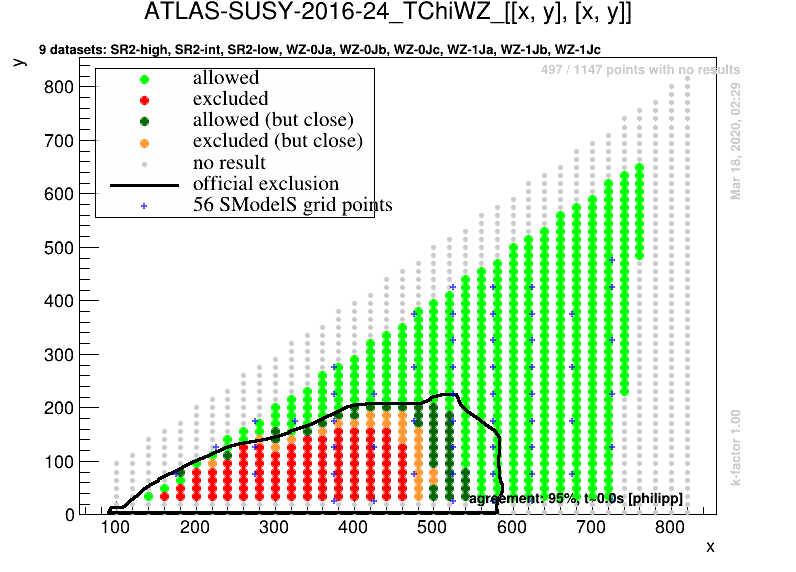 ATLAS-SUSY-2016-24_TChiWZ_[[x, y], [x, y]]
9 datasets: SR2-high, SR2-int, SR2-low, WZ-0Ja, WZ-0Jb, WZ-0Jc, WZ-1Ja, WZ-1Jb, WZ-1Jc
y
497 / 1147 points with no results
allowed
excluded
allowed (but close)
excluded (but close)
no result
official exclusion
56 SModelS grid points
Mar 18, 2020, 02:29
k-factor 1.00
800
700
600
500
400
300
200
100
0
agreement: 95%, t~0.0s [philipp]
100 200 300 400 500 600 700 800
x